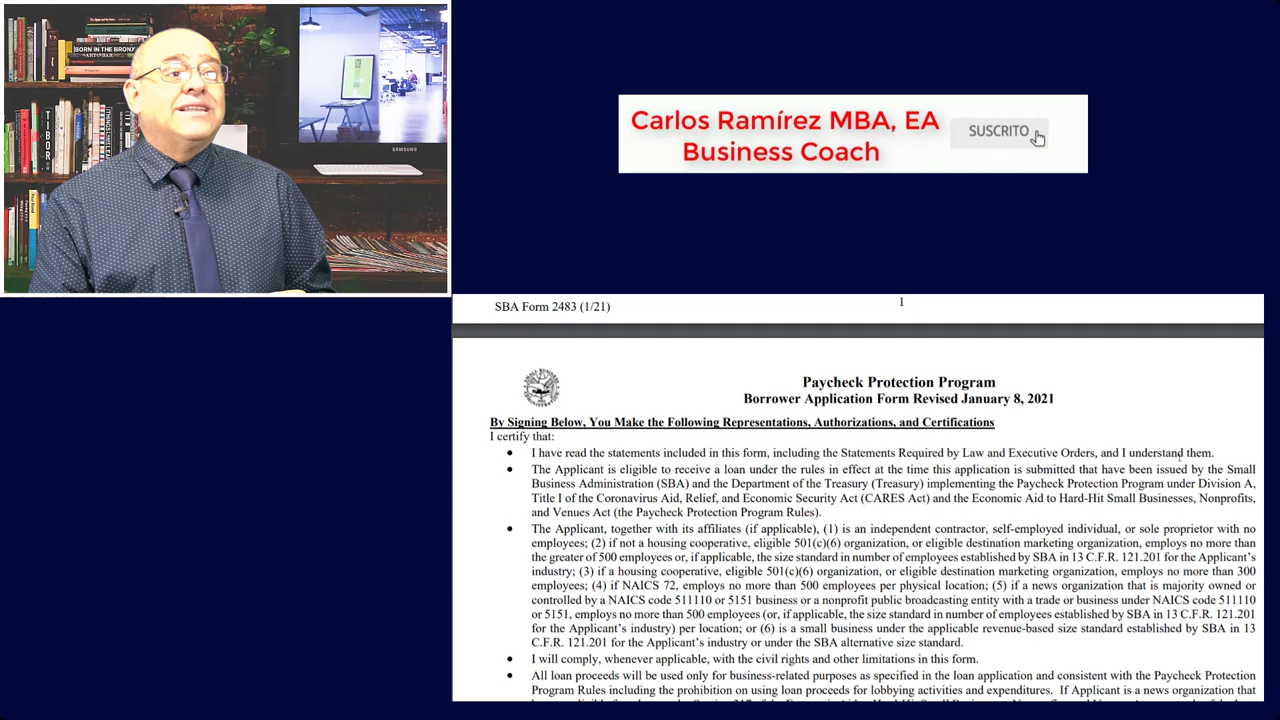 BORN IN THE BRONX
TIBOR
SAMSUNG
Carlos Ramírez MBA, EA
Business Coach
SUSCRITO
SBA Form 2483 (1/21)
1
Paycheck Protection Program
Borrower Application Form Revised January 8, 2021
By Signing Below, You Make the Following Representations, Authorizations, and Certifications
I certify that:
● I have read the statements included in this form, including the Statements Required by Law and Executive Orders, and I understand them.
● The Applicant is eligible to receive a loan under the rules in effect at the time this application is submitted that have been issued by the Small
Business Administration (SBA) and the Department of the Treasury (Treasury) implementing the Paycheck Protection Program under Division A,
Title I of the Coronavirus Aid, Relief, and Economic Security Act (CARES Act) and the Economic Aid to Hard-Hit Small Businesses, Nonprofits,
and Venues Act (the Paycheck Protection Program Rules).
● The Applicant, together with its affiliates (if applicable), (1) is an independent contractor, self-employed individual, or sole proprietor with no
employees; (2) if not a housing cooperative, eligible 501(c)(6) organization, or eligible destination marketing organization, employs no more than
the greater of 500 employees or, if applicable, the size standard in number of employees established by SBA in 13 C.F.R. 121.201 for the Applicant's
industry; (3) if a housing cooperative, eligible 501(c)(6) organization, or eligible destination marketing organization, employs no more than 300
employees; (4) if NAICS 72, employs no more than 500 employees per physical location; (5) if a news organization that is majority owned or
controlled by a NAICS code 511110 or 5151 business or a nonprofit public broadcasting entity with a trade or business under NAICS code 511110
or 5151, employs no more than 500 employees (or, if applicable, the size standard in number of employees established by SBA in 13 C.F.R. 121.201
for the Applicant's industry) per location; or (6) is a small business under the applicable revenue-based size standard established by SBA in 13
C.F.R. 121.201 for the Applicant's industry or under the SBA alternative size standard.
● I will comply, whenever applicable, with the civil rights and other limitations in this form.
● All loan proceeds will be used only for business-related purposes as specified in the loan application and consistent with the Paycheck Protection
Program Rules including the prohibition on using loan proceeds for lobbying activities and expenditures. If Applicant is a news organization that